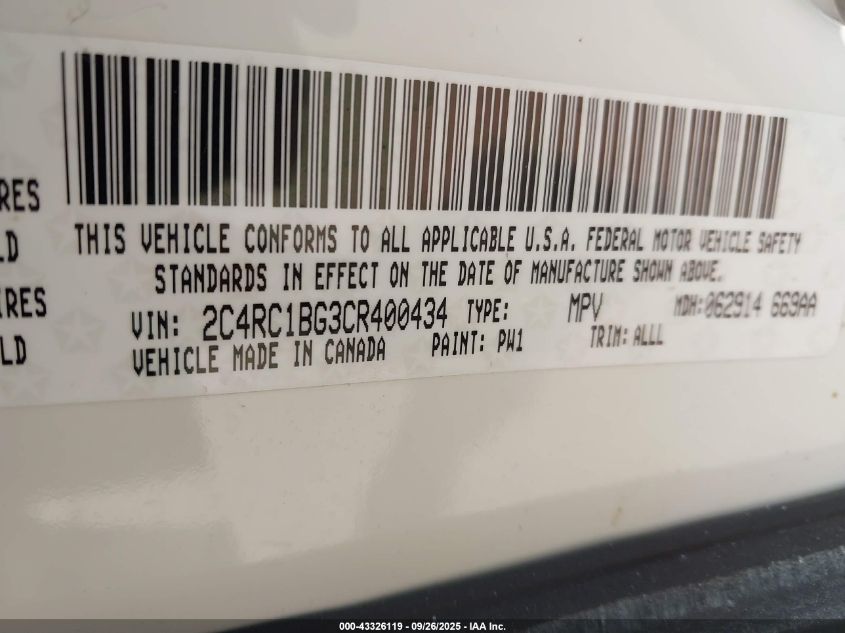 RES
LD
IRES
LD
THIS VEHICLE CONFORMS TO ALL APPLICABLE U.S.A. FEDERAL MOTOR VEHICLE SAFETY
STANDARDS IN EFFECT ON THE DATE OF MANUFACTURE SHOWN ABOVE.
VIN: 2C4RC1BG3CR400434 TYPE: MPV MDH:062914 669AA
VEHICLE MADE IN CANADA PAINT: PW1 TRIM: ALLL
000-43326119 - 09/26/2025 - IAA Inc.